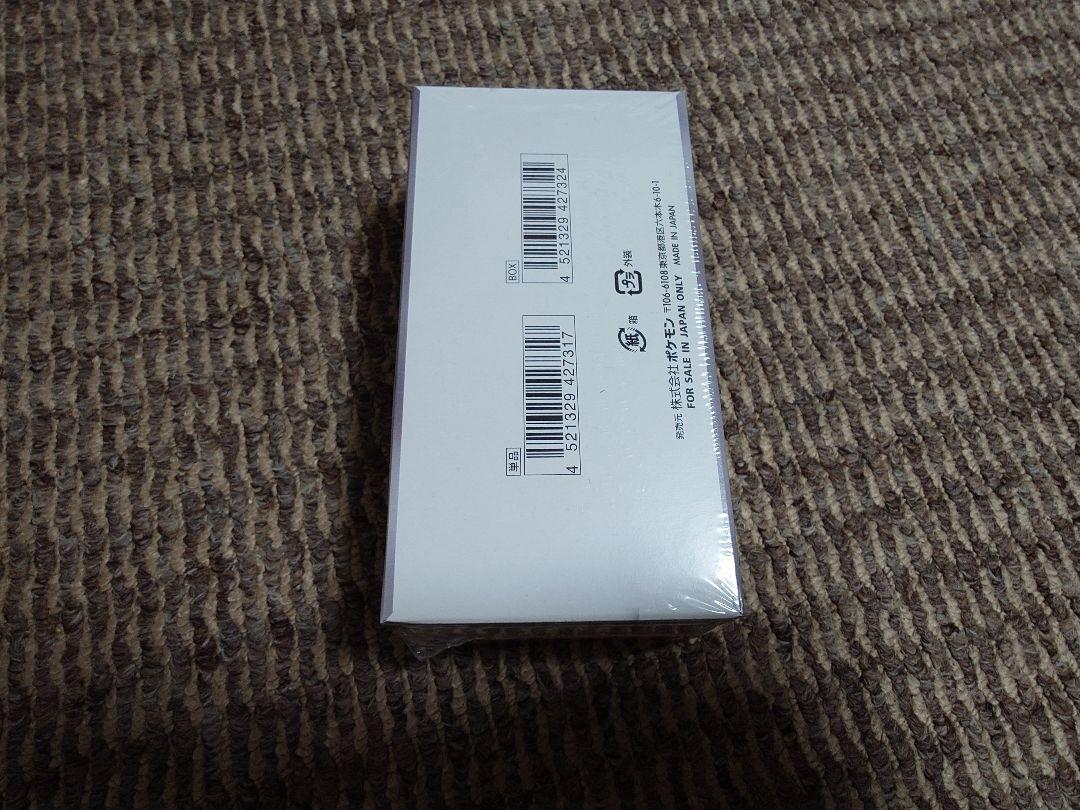 単品
4 521329 427317
BOX
4 521329 427324
紙 箱
プラ 外装
発売元 株式会社ポケモン 〒106-6108 東京都港区六本木6-10-1
FOR SALE IN JAPAN ONLY MADE IN JAPAN